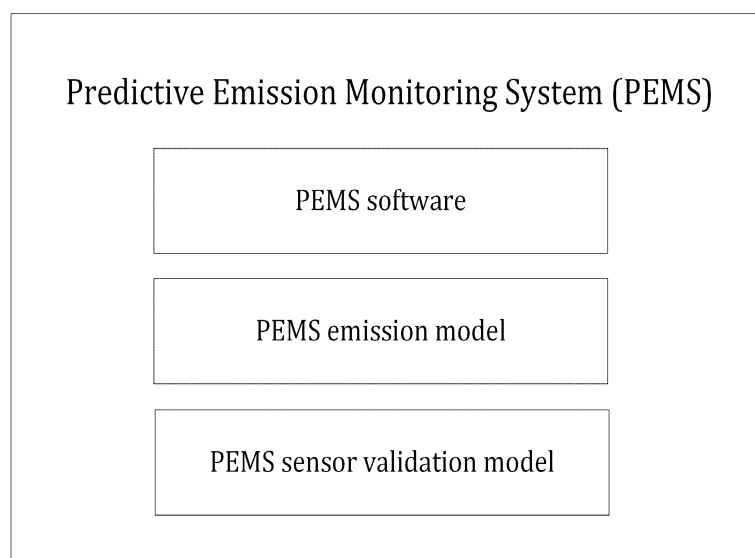 Predictive Emission Monitoring System (PEMS)
PEMS software
PEMS emission model
PEMS sensor validation model